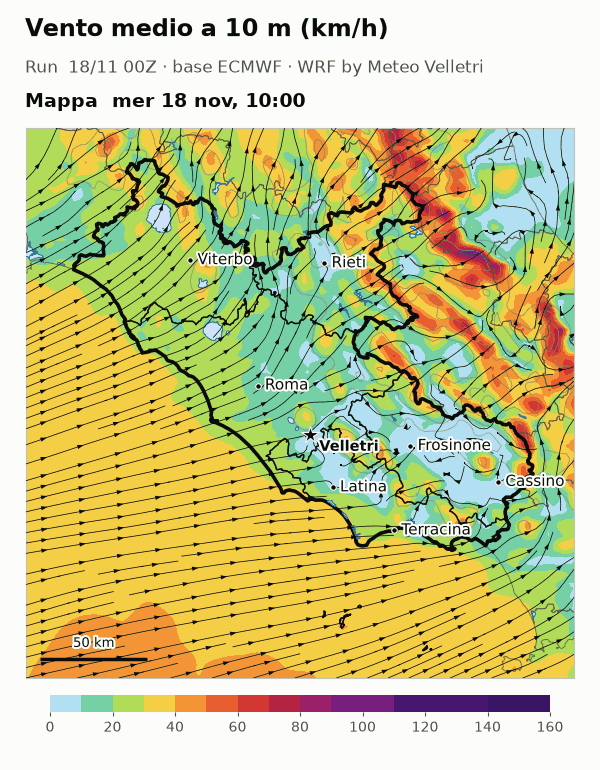 Vento medio a 10 m (km/h)
Run  18/11 00Z · base ECMWF · WRF by Meteo Velletri
Mappa  mer 18 nov, 10:00
Viterbo
Rieti
Roma
Velletri
Frosinone
Latina
Cassino
Terracina
50 km
0 20 40 60 80 100 120 140 160